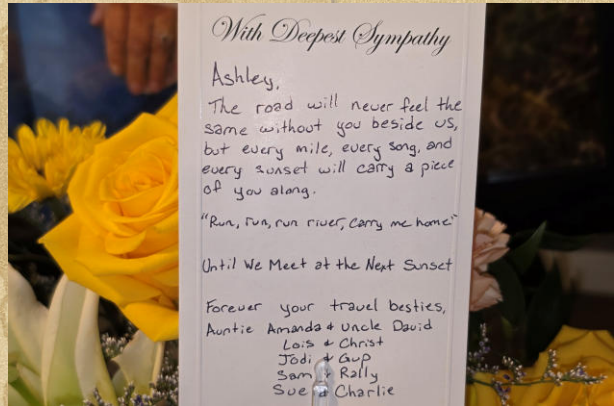 With Deepest Sympathy
Ashley,
The road will never feel the
same without you beside us,
but every mile, every song, and
every sunset will carry a piece
of you along.
"Run, run, run river, carry me home"
Until We Meet at the Next Sunset
Forever your travel besties,
Auntie Amanda & Uncle David
Lois & Christ
Jodi & Gup
Sam & Rally
Sue & Charlie